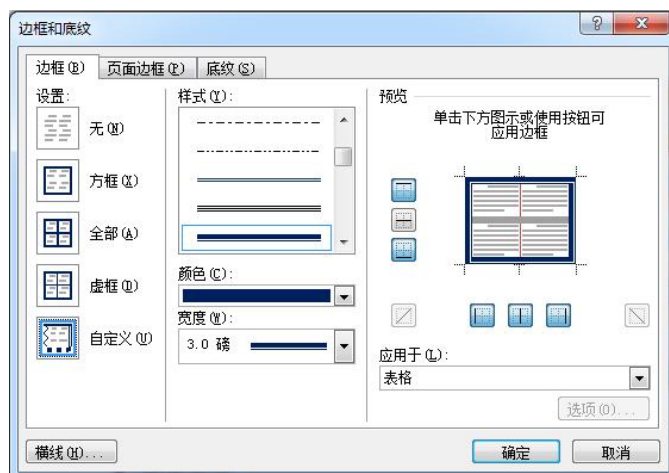 边框和底纹
边框(B) 页面边框(P) 底纹(S)
设置:
无(N)
方框(X)
全部(A)
虚框(D)
自定义(U)
样式(Y):
颜色(C):
宽度(W):
3.0 磅
预览
单击下方图示或使用按钮可
应用边框
应用于(L):
表格
选项(O)...
横线(H)...
确定
取消